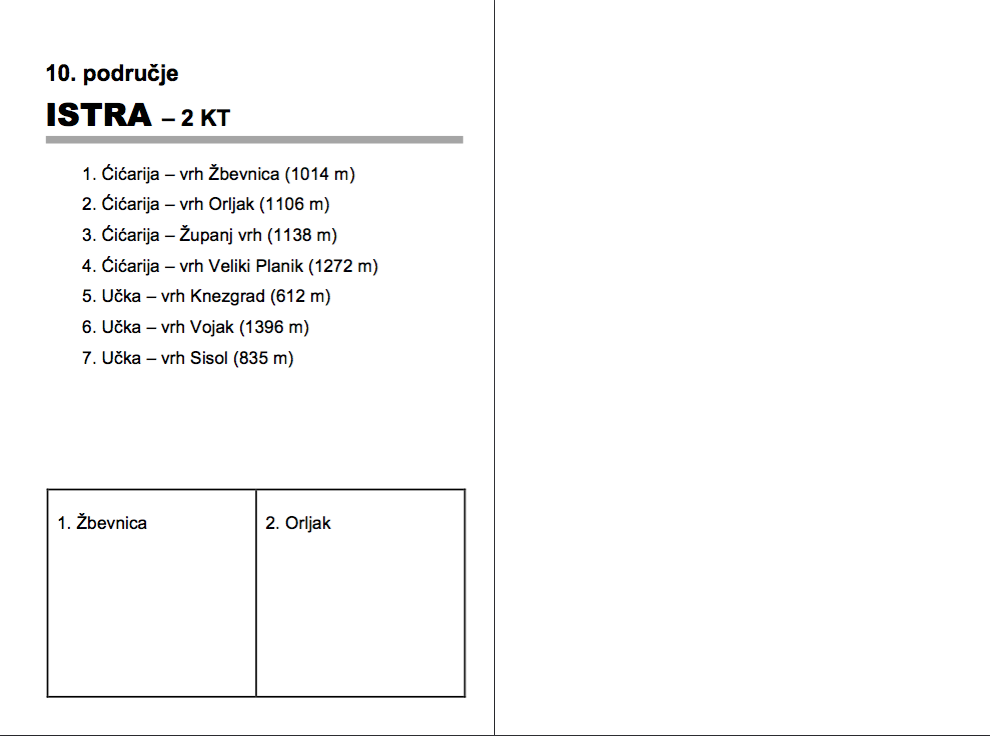 10. područje
ISTRA – 2 KT
1. Ćićarija – vrh Žbevnica (1014 m)
2. Ćićarija – vrh Orljak (1106 m)
3. Ćićarija – Županj vrh (1138 m)
4. Ćićarija – vrh Veliki Planik (1272 m)
5. Učka – vrh Knezgrad (612 m)
6. Učka – vrh Vojak (1396 m)
7. Učka – vrh Sisol (835 m)
1. Žbevnica
2. Orljak